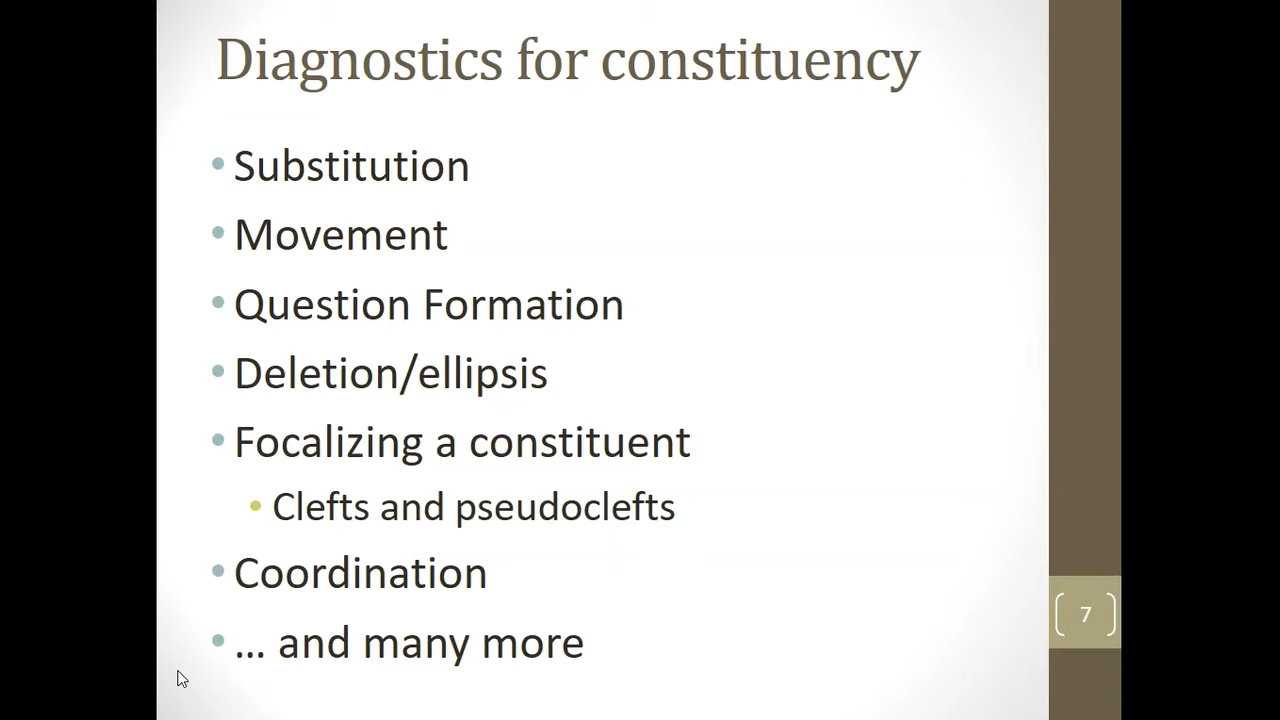 Diagnostics for constituency
• Substitution
• Movement
• Question Formation
• Deletion/ellipsis
• Focalizing a constituent
• Clefts and pseudoclefts
• Coordination
• … and many more
7